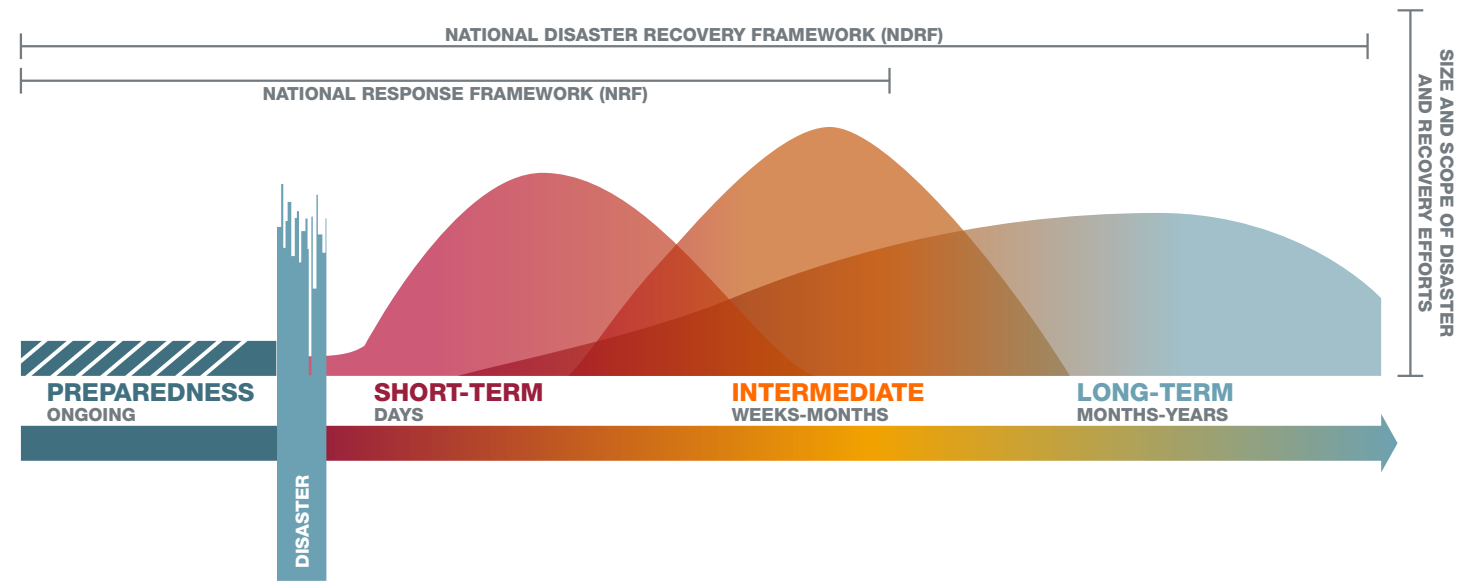 NATIONAL DISASTER RECOVERY FRAMEWORK (NDRF)
NATIONAL RESPONSE FRAMEWORK (NRF)
SIZE AND SCOPE OF DISASTER
AND RECOVERY EFFORTS
PREPAREDNESS
ONGOING
SHORT-TERM
DAYS
INTERMEDIATE
WEEKS-MONTHS
LONG-TERM
MONTHS-YEARS
DISASTER